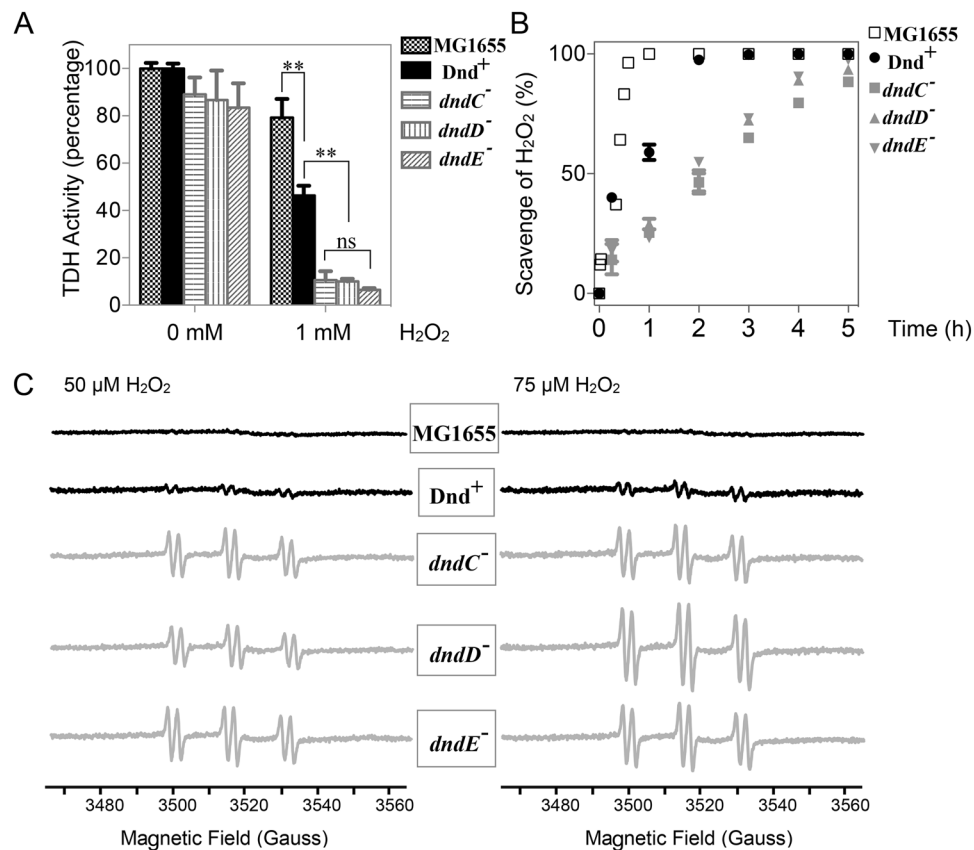 A
TDH Activity (percentage)
100
80
60
40
20
0
**
**
ns
0 mM
1 mM
H₂O₂
MG1655
Dnd⁺
dndC⁻
dndD⁻
dndE⁻
B
Scavenge of H₂O₂ (%)
100
50
0
0
1
2
3
4
5
Time (h)
MG1655
Dnd⁺
dndC⁻
dndD⁻
dndE⁻
C
50 µM H₂O₂
75 µM H₂O₂
MG1655
Dnd⁺
dndC⁻
dndD⁻
dndE⁻
3480
3500
3520
3540
3560
3480
3500
3520
3540
3560
Magnetic Field (Gauss)
Magnetic Field (Gauss)